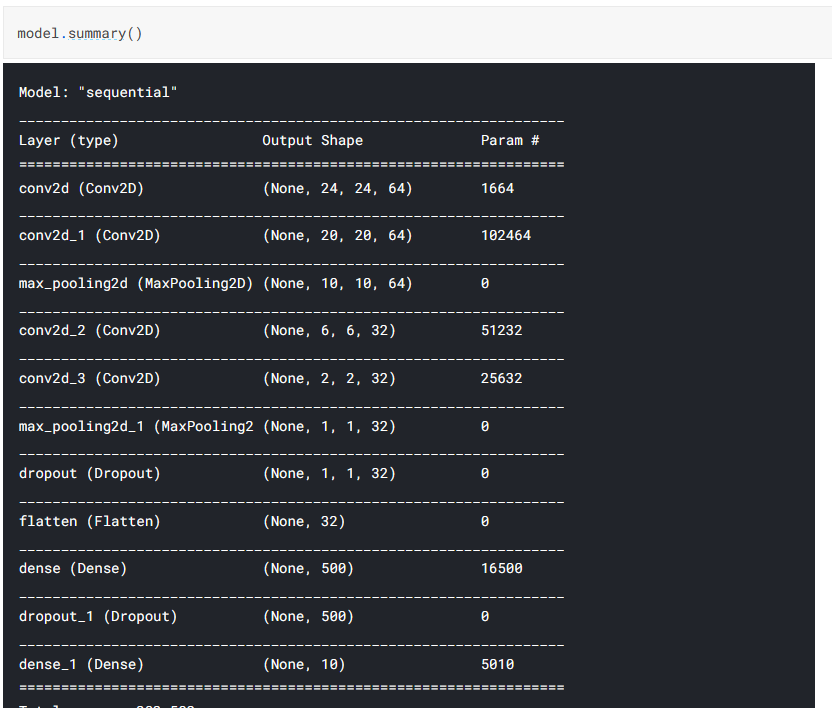 model.summary()
Model: "sequential"
_________________________________________________________________
Layer (type)                 Output Shape              Param #
=================================================================
conv2d (Conv2D)              (None, 24, 24, 64)        1664
_________________________________________________________________
conv2d_1 (Conv2D)            (None, 20, 20, 64)        102464
_________________________________________________________________
max_pooling2d (MaxPooling2D) (None, 10, 10, 64)        0
_________________________________________________________________
conv2d_2 (Conv2D)            (None, 6, 6, 32)          51232
_________________________________________________________________
conv2d_3 (Conv2D)            (None, 2, 2, 32)          25632
_________________________________________________________________
max_pooling2d_1 (MaxPooling2 (None, 1, 1, 32)          0
_________________________________________________________________
dropout (Dropout)            (None, 1, 1, 32)          0
_________________________________________________________________
flatten (Flatten)            (None, 32)                0
_________________________________________________________________
dense (Dense)                (None, 500)               16500
_________________________________________________________________
dropout_1 (Dropout)          (None, 500)               0
_________________________________________________________________
dense_1 (Dense)              (None, 10)                5010
=================================================================